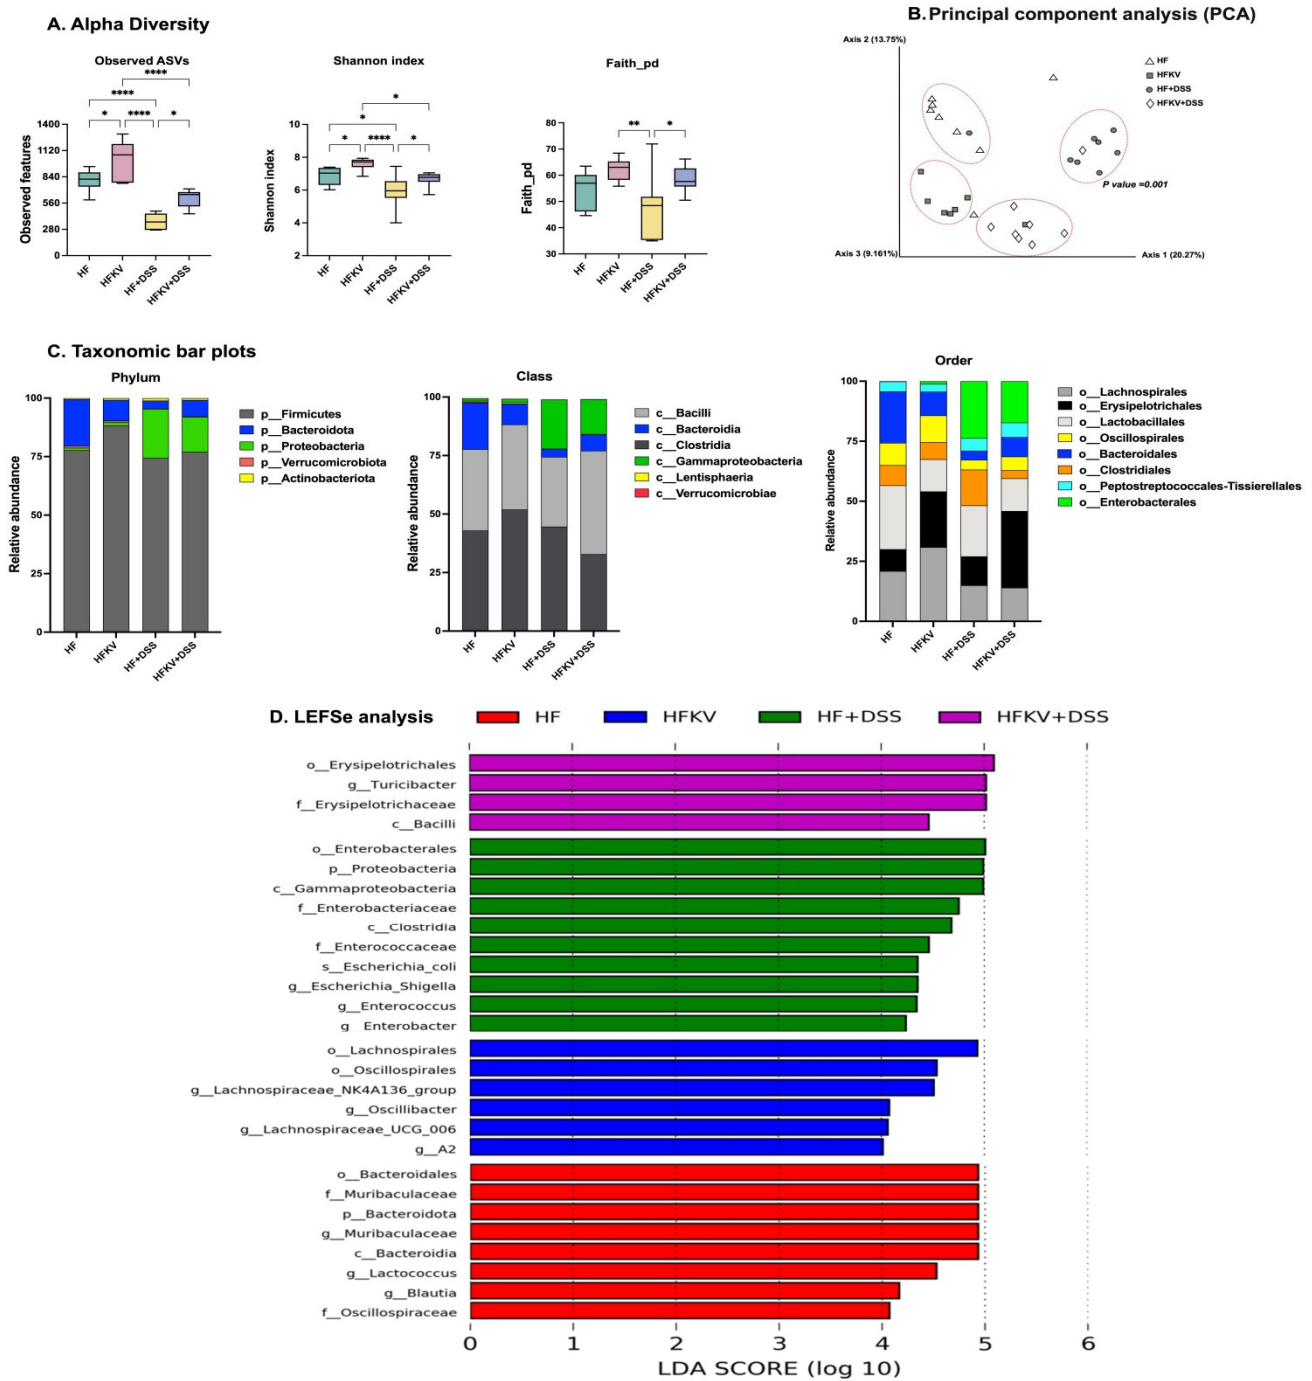 A. Alpha Diversity
Observed ASVs
****
****
* **** *
Observed features
1400
1120
840
560
280
0
HF
HFKV
HF+DSS
HFKV+DSS
Shannon index
*
*
* **** *
Shannon index
10
8
6
4
2
HF
HFKV
HF+DSS
HFKV+DSS
Faith_pd
** *
Faith_pd
80
70
60
50
40
30
HF
HFKV
HF+DSS
HFKV+DSS
B. Principal component analysis (PCA)
Axis 2 (13.75%)
HF
HFKV
HF+DSS
HFKV+DSS
P value =0.001
Axis 3 (9.161%)
Axis 1 (20.27%)
C. Taxonomic bar plots
Phylum
Relative abundance
100
75
50
25
0
HF
HFKV
HF+DSS
HFKV+DSS
p__Firmicutes
p__Bacteroidota
p__Proteobacteria
p__Verrucomicrobiota
p__Actinobacteriota
Class
Relative abundance
100
75
50
25
0
HF
HFKV
HF+DSS
HFKV+DSS
c__Bacilli
c__Bacteroidia
c__Clostridia
c__Gammaproteobacteria
c__Lentisphaeria
c__Verrucomicrobiae
Order
Relative abundance
100
75
50
25
0
HF
HFKV
HF+DSS
HFKV+DSS
o__Lachnospirales
o__Erysipelotrichales
o__Lactobacillales
o__Oscillospirales
o__Bacteroidales
o__Clostridiales
o__Peptostreptococcales-Tissierellales
o__Enterobacterales
D. LEFSe analysis
HF
HFKV
HF+DSS
HFKV+DSS
o__Erysipelotrichales
g__Turicibacter
f__Erysipelotrichaceae
c__Bacilli
o__Enterobacterales
p__Proteobacteria
c__Gammaproteobacteria
f__Enterobacteriaceae
c__Clostridia
f__Enterococcaceae
s__Escherichia_coli
g__Escherichia_Shigella
g__Enterococcus
g__Enterobacter
o__Lachnospirales
o__Oscillospirales
g__Lachnospiraceae_NK4A136_group
g__Oscillibacter
g__Lachnospiraceae_UCG_006
g__A2
o__Bacteroidales
f__Muribaculaceae
p__Bacteroidota
g__Muribaculaceae
c__Bacteroidia
g__Lactococcus
g__Blautia
f__Oscillospiraceae
0 1 2 3 4 5 6
LDA SCORE (log 10)